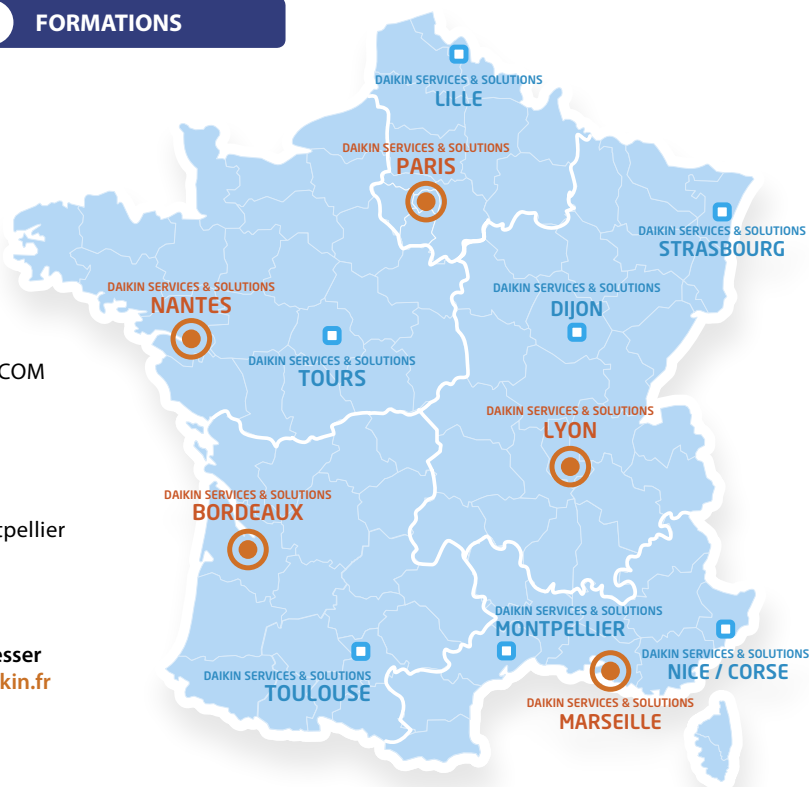 FORMATIONS
DAIKIN SERVICES & SOLUTIONS
LILLE
DAIKIN SERVICES & SOLUTIONS
PARIS
DAIKIN SERVICES & SOLUTIONS
STRASBOURG
DAIKIN SERVICES & SOLUTIONS
NANTES
DAIKIN SERVICES & SOLUTIONS
DIJON
DAIKIN SERVICES & SOLUTIONS
TOURS
COM
DAIKIN SERVICES & SOLUTIONS
LYON
DAIKIN SERVICES & SOLUTIONS
BORDEAUX
tpellier
DAIKIN SERVICES & SOLUTIONS
MONTPELLIER
esser
kin.fr
DAIKIN SERVICES & SOLUTIONS
NICE / CORSE
DAIKIN SERVICES & SOLUTIONS
TOULOUSE
DAIKIN SERVICES & SOLUTIONS
MARSEILLE